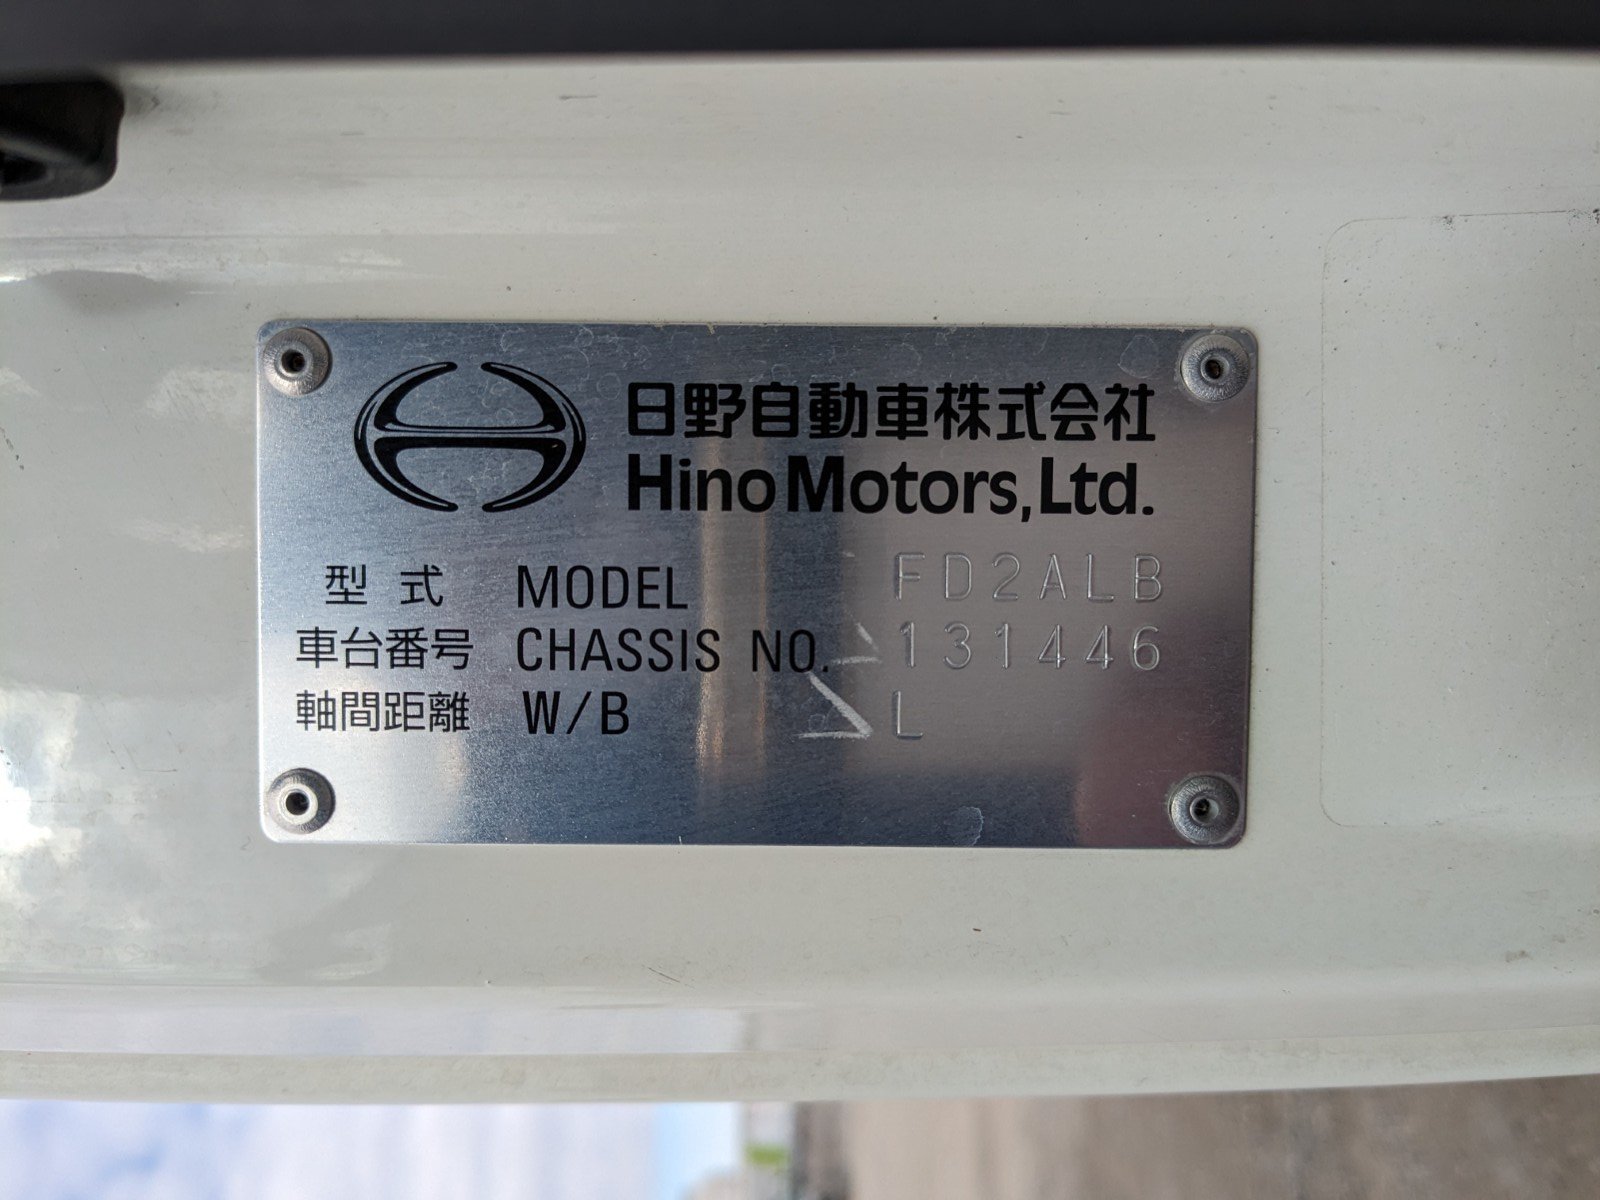 日野自動車株式会社
Hino Motors, Ltd.
型式 MODEL FD2ALB
車台番号 CHASSIS NO. 131446
軸間距離 W/B L